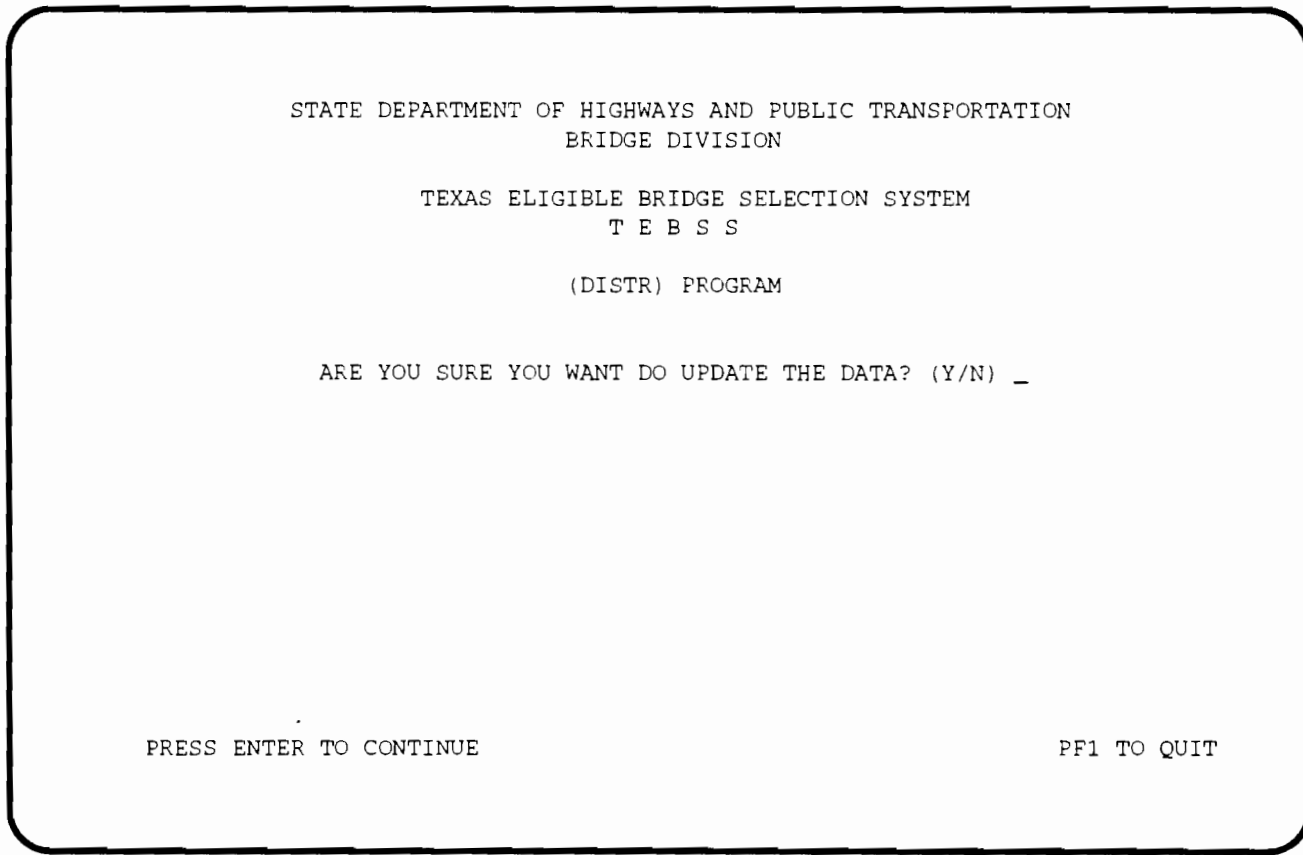 STATE DEPARTMENT OF HIGHWAYS AND PUBLIC TRANSPORTATION
BRIDGE DIVISION
TEXAS ELIGIBLE BRIDGE SELECTION SYSTEM
T E B S S
(DISTR) PROGRAM
ARE YOU SURE YOU WANT DO UPDATE THE DATA? (Y/N) _
PRESS ENTER TO CONTINUE
PF1 TO QUIT